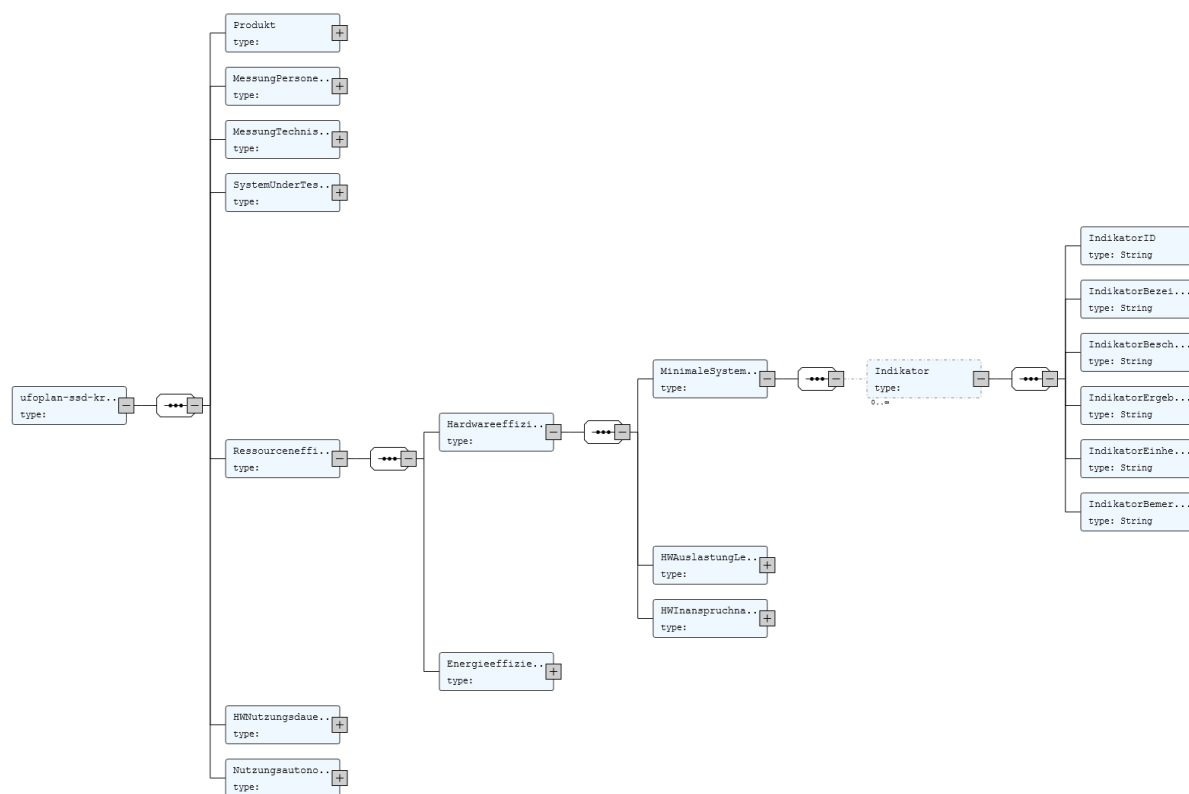 Produkt
type:
MessungPersone..
type:
MessungTechnis..
type:
SystemUnderTes..
type:
ufoplan-ssd-kr..
type:
Ressourceneffi..
type:
Hardwareeffizi..
type:
MinimaleSystem..
type:
Indikator
type:
0..∞
IndikatorID
type: String
IndikatorBezei...
type: String
IndikatorBesch...
type: String
IndikatorErgeb...
type: String
IndikatorEinhe...
type: String
IndikatorBemer...
type: String
HWAuslastungLe..
type:
HWInanspruchna..
type:
Energieeffizie..
type:
HWNutzungsdaue..
type:
Nutzungsautono..
type: